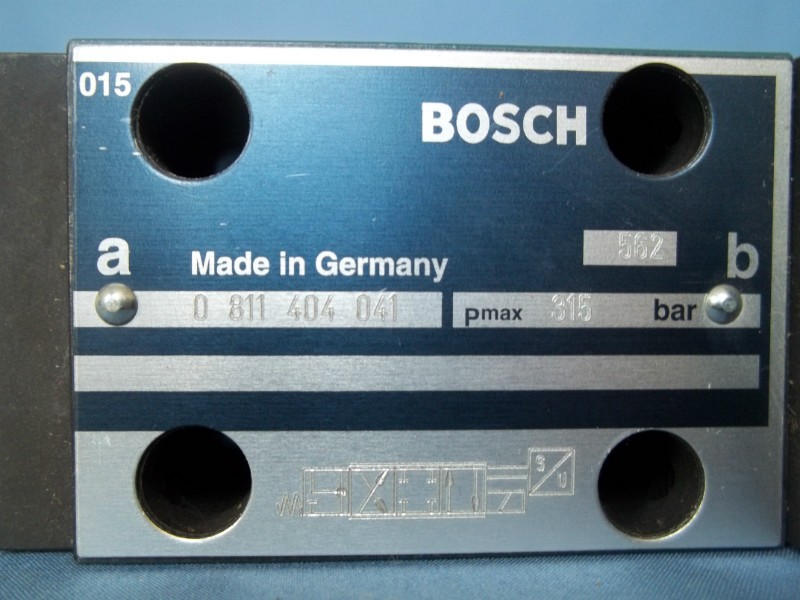 015
BOSCH
562
a
Made in Germany
b
0 811 404 041
pmax 315 bar
S
U